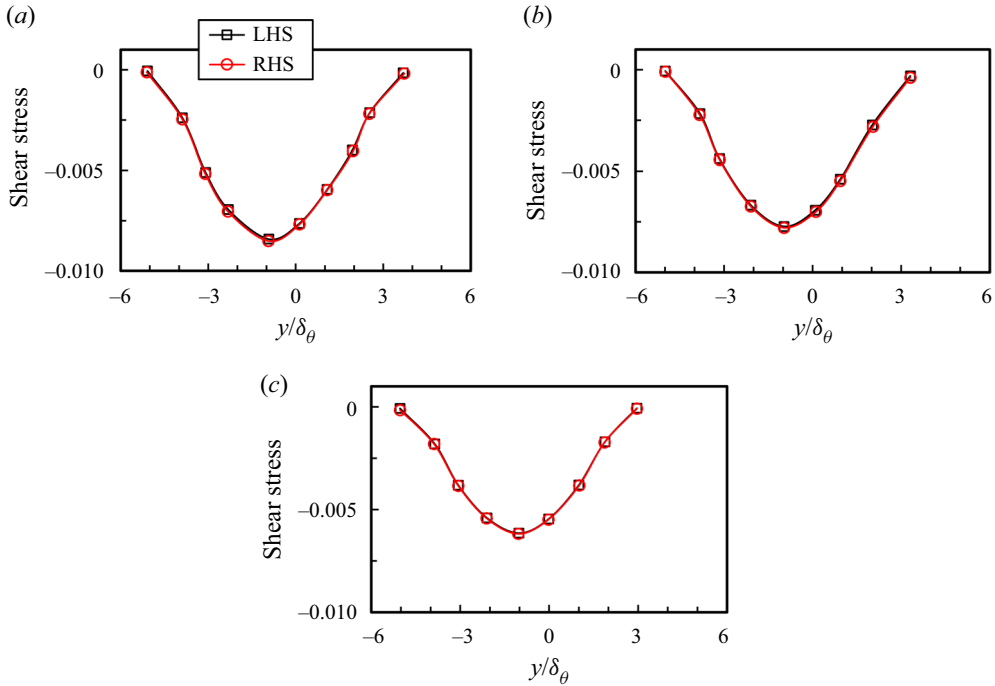 (a)
LHS
RHS
Shear stress
0
–0.005
–0.010
–6
–3
0
3
6
y/δθ
(b)
Shear stress
0
–0.005
–0.010
–6
–3
0
3
6
y/δθ
(c)
Shear stress
0
–0.005
–0.010
–6
–3
0
3
6
y/δθ